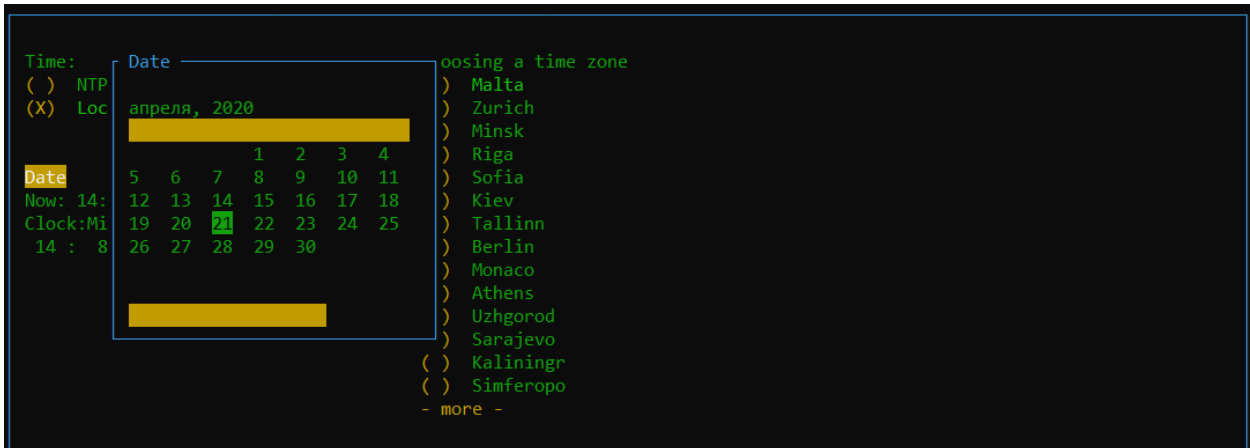 Time:
( ) NTP
(X) Loc
Date
Now: 14:
Clock:Mi
14 : 8
Date
апреля, 2020
1 2 3 4
5 6 7 8 9 10 11
12 13 14 15 16 17 18
19 20 21 22 23 24 25
26 27 28 29 30
oosing a time zone
) Malta
) Zurich
) Minsk
) Riga
) Sofia
) Kiev
) Tallinn
) Berlin
) Monaco
) Athens
) Uzhgorod
) Sarajevo
( ) Kaliningr
( ) Simferopo
- more -